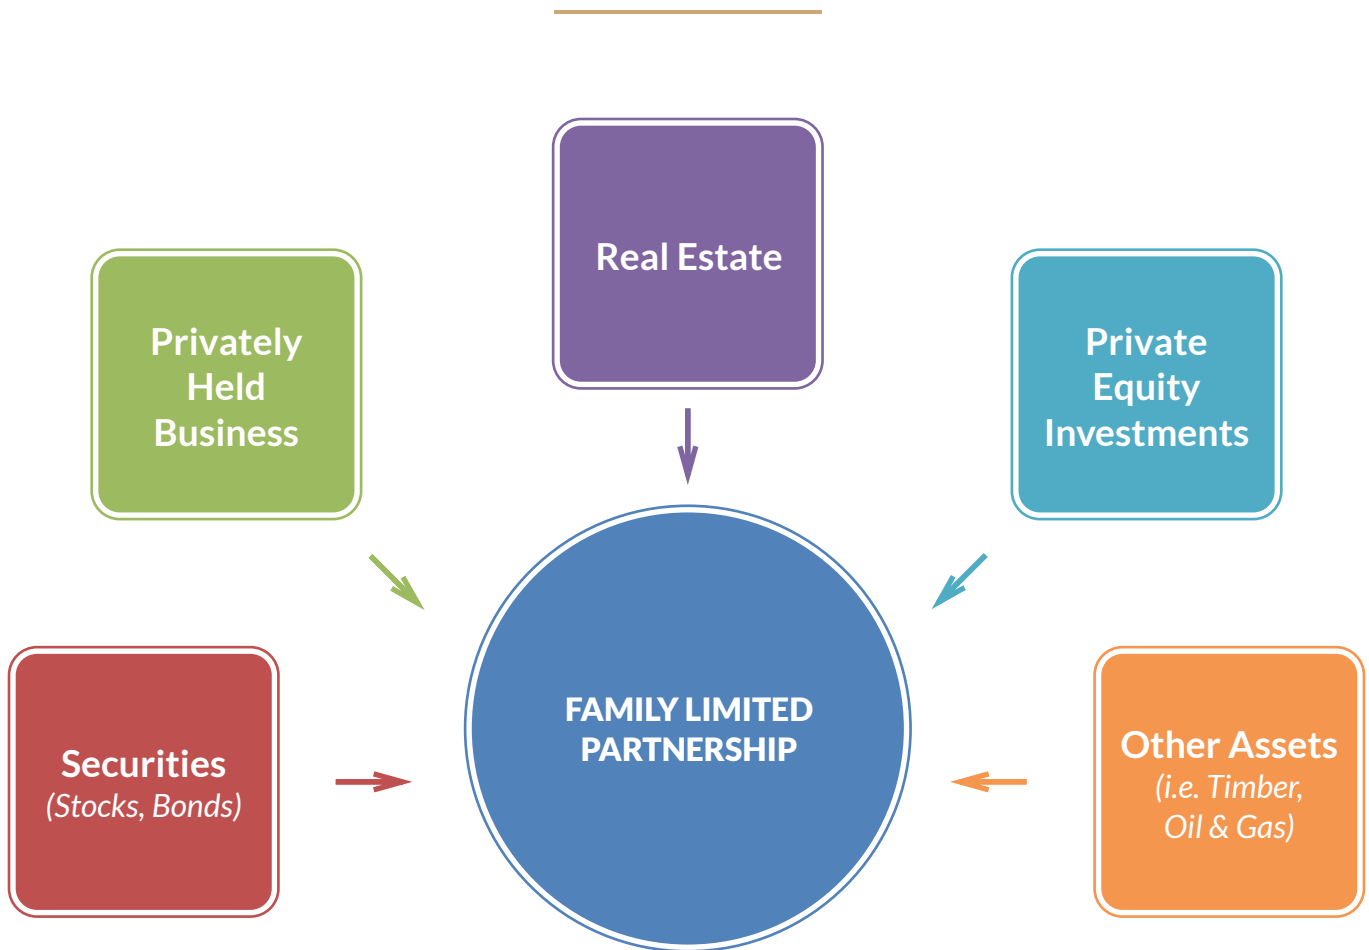 Real Estate
Privately
Held
Business
Private
Equity
Investments
FAMILY LIMITED
PARTNERSHIP
Securities
(Stocks, Bonds)
Other Assets
(i.e. Timber,
Oil & Gas)